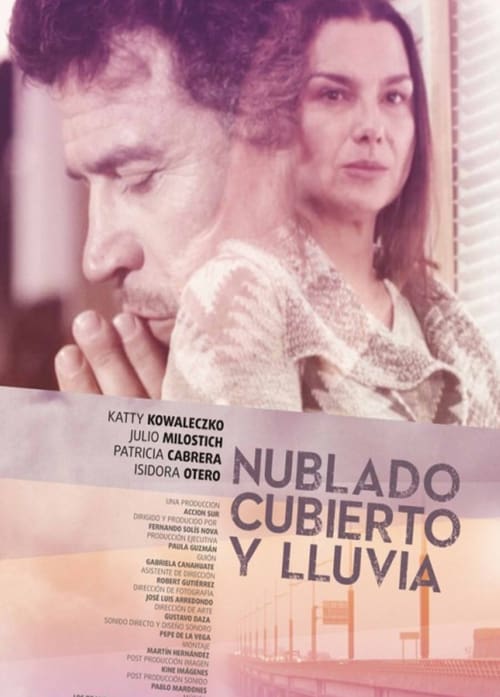 KATTY KOWALECZKO
JULIO MILOSTICH
PATRICIA CABRERA
ISIDORA OTERO
NUBLADO
CUBIERTO
Y LLUVIA
UNA PRODUCCIÓN
ACCION SUR
DIRIGIDO Y PRODUCIDO POR
FERNANDO SOLÍS NOVA
PRODUCCIÓN EJECUTIVA
PAULA GUZMÁN
GUIÓN
GABRIELA CANAHUATE
ASISTENTE DE DIRECCIÓN
ROBERT GUTIÉRREZ
DIRECCIÓN DE FOTOGRAFÍA
JOSÉ LUIS ARREDONDO
DIRECCIÓN DE ARTE
GUSTAVO DAZA
SONIDO DIRECTO Y DISEÑO SONORO
PEPE DE LA VEGA
MONTAJE
MARTÍN HERNÁNDEZ
POST PRODUCCIÓN IMAGEN
KINE IMÁGENES
POST PRODUCCIÓN SONIDO
PABLO MARDONES